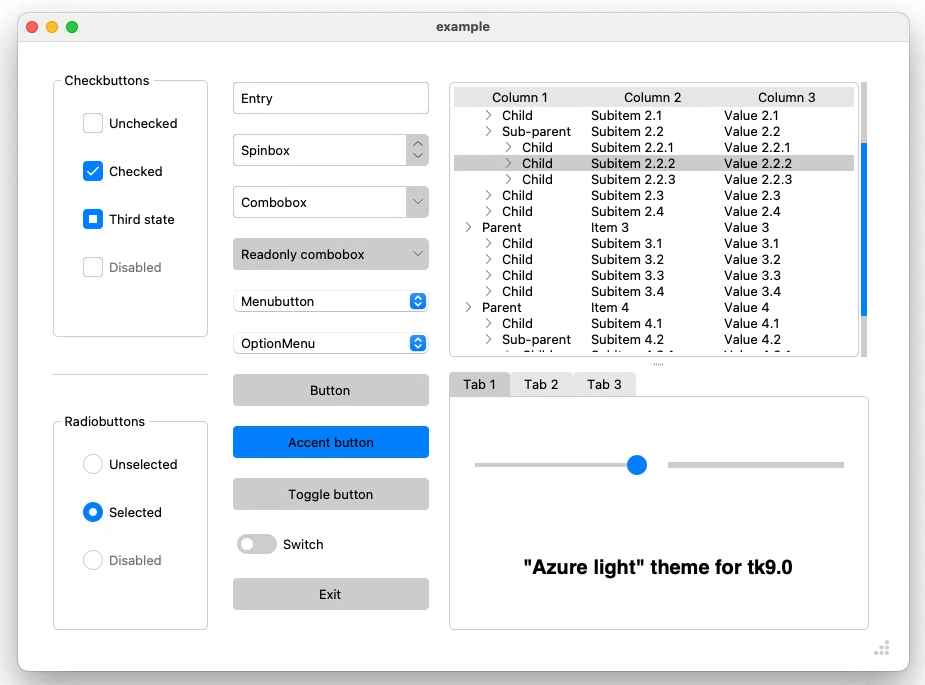 example
Checkbuttons
Unchecked
Checked
Third state
Disabled
Radiobuttons
Unselected
Selected
Disabled
Entry
Spinbox
Combobox
Readonly combobox
Menubutton
OptionMenu
Button
Accent button
Toggle button
Switch
Exit
Column 1 Column 2 Column 3
Child Subitem 2.1 Value 2.1
Sub-parent Subitem 2.2 Value 2.2
Child Subitem 2.2.1 Value 2.2.1
Child Subitem 2.2.2 Value 2.2.2
Child Subitem 2.2.3 Value 2.2.3
Child Subitem 2.3 Value 2.3
Child Subitem 2.4 Value 2.4
Parent Item 3 Value 3
Child Subitem 3.1 Value 3.1
Child Subitem 3.2 Value 3.2
Child Subitem 3.3 Value 3.3
Child Subitem 3.4 Value 3.4
Parent Item 4 Value 4
Child Subitem 4.1 Value 4.1
Sub-parent Subitem 4.2 Value 4.2
Tab 1 Tab 2 Tab 3
"Azure light" theme for tk9.0